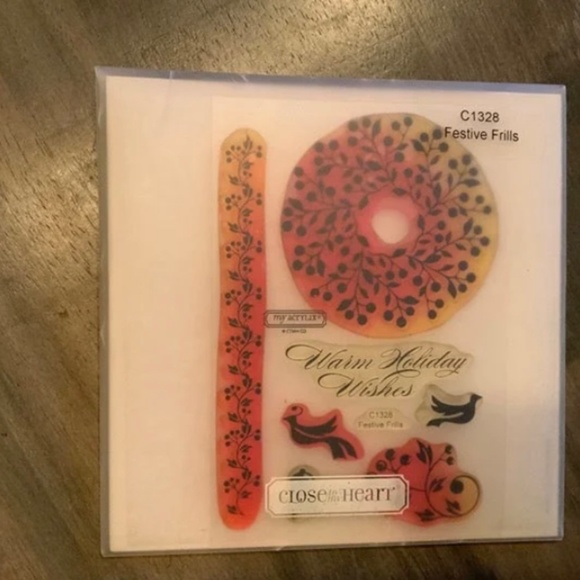 C1328
Festive Frills
my acrylix®
Warm Holiday
Wishes
C1328
Festive Frills
CLOSE to my HEART®